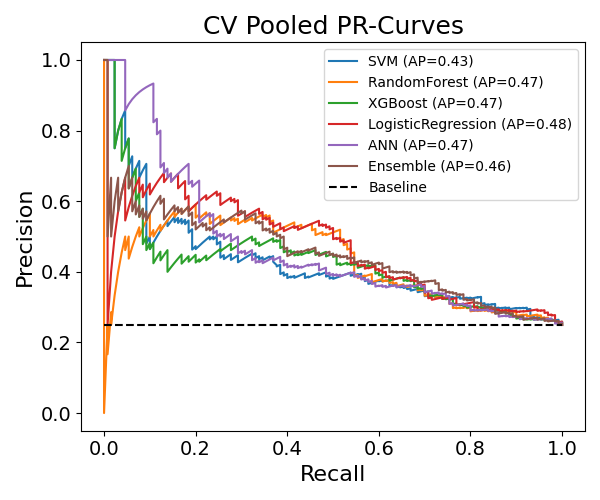 CV Pooled PR-Curves
SVM (AP=0.43)
RandomForest (AP=0.47)
XGBoost (AP=0.47)
LogisticRegression (AP=0.48)
ANN (AP=0.47)
Ensemble (AP=0.46)
Baseline
Precision
1.0
0.8
0.6
0.4
0.2
0.0
0.0 0.2 0.4 0.6 0.8 1.0
Recall